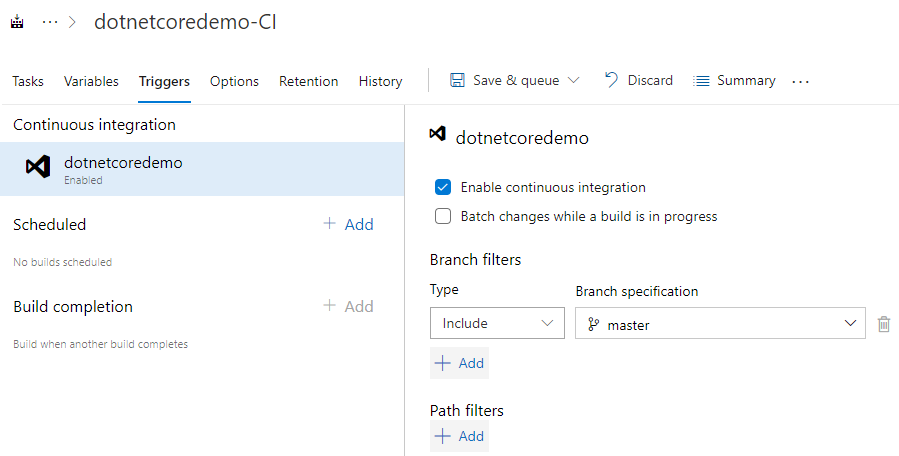 ··· > dotnetcoredemo-CI
Tasks Variables Triggers Options Retention History Save & queue Discard Summary ···
Continuous integration
dotnetcoredemo
Enabled
Scheduled + Add
No builds scheduled
Build completion + Add
Build when another build completes
dotnetcoredemo
Enable continuous integration
Batch changes while a build is in progress
Branch filters
Type Branch specification
Include master
+ Add
Path filters
+ Add